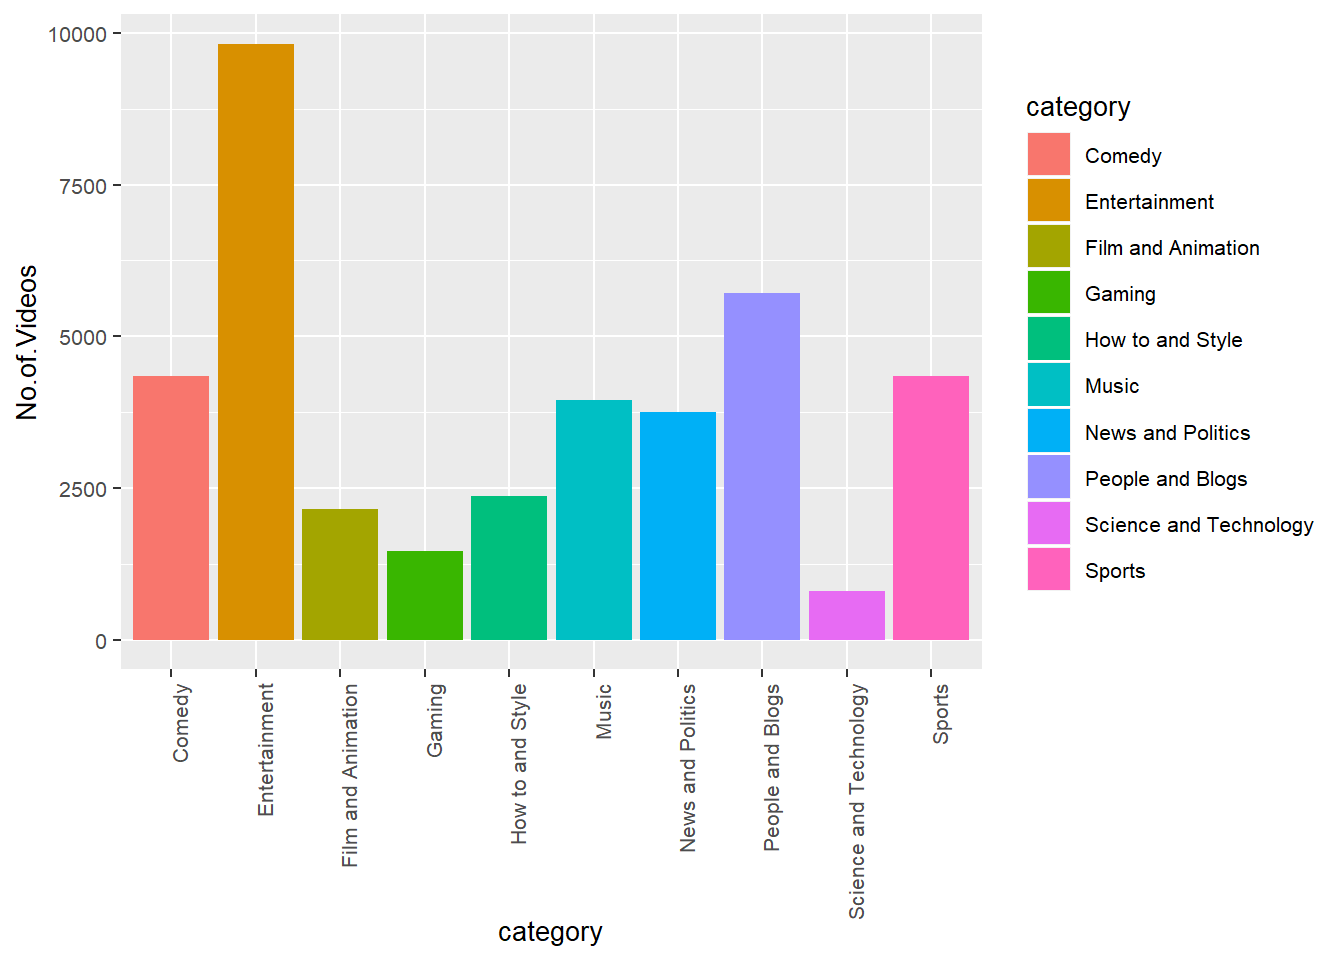 10000
7500
5000
2500
0
No.of.Videos
Comedy
Entertainment
Film and Animation
Gaming
How to and Style
Music
News and Politics
People and Blogs
Science and Technology
Sports
category
category
Comedy
Entertainment
Film and Animation
Gaming
How to and Style
Music
News and Politics
People and Blogs
Science and Technology
Sports